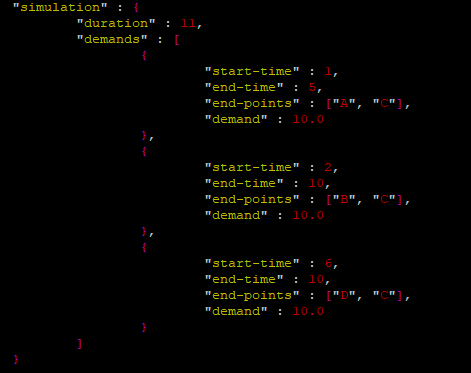 "simulation" : {
"duration" : 11,
"demands" : [
{
"start-time" : 1,
"end-time" : 5,
"end-points" : ["A", "C"],
"demand" : 10.0
},
{
"start-time" : 2,
"end-time" : 10,
"end-points" : ["B", "C"],
"demand" : 10.0
},
{
"start-time" : 6,
"end-time" : 10,
"end-points" : ["D", "C"],
"demand" : 10.0
}
]
}